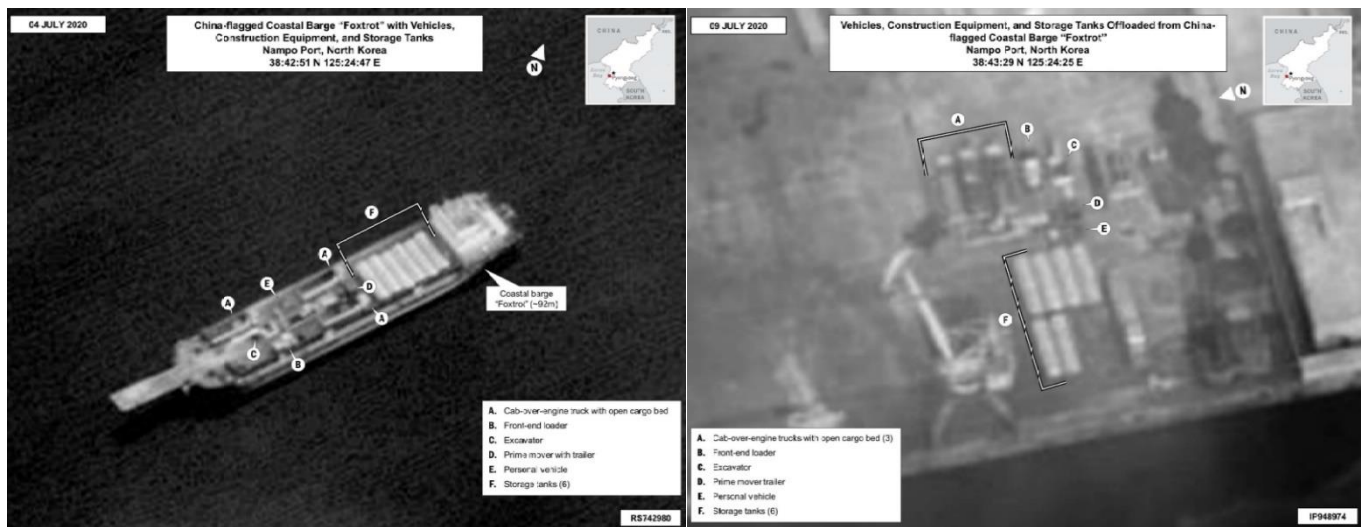 04 JULY 2020
China-flagged Coastal Barge "Foxtrot" with Vehicles,
Construction Equipment, and Storage Tanks
Nampo Port, North Korea
38:42:51 N 125:24:47 E
N
CHINA
Pyongyang
SOUTH
KOREA
F
A
E
D
A
A
C
B
Coastal barge
"Foxtrot" (~92m)
A. Cab-over-engine truck with open cargo bed
B. Front-end loader
C. Excavator
D. Prime mover with trailer
E. Personal vehicle
F. Storage tanks (6)
RS742980
09 JULY 2020
Vehicles, Construction Equipment, and Storage Tanks Offloaded from China-
flagged Coastal Barge "Foxtrot"
Nampo Port, North Korea
38:43:29 N 125:24:25 E
N
CHINA
Pyongyang
SOUTH
KOREA
A
B
C
D
E
F
A. Cab-over-engine trucks with open cargo bed (3)
B. Front-end loader
C. Excavator
D. Prime mover trailer
E. Personal vehicle
F. Storage tanks (6)
IP948974